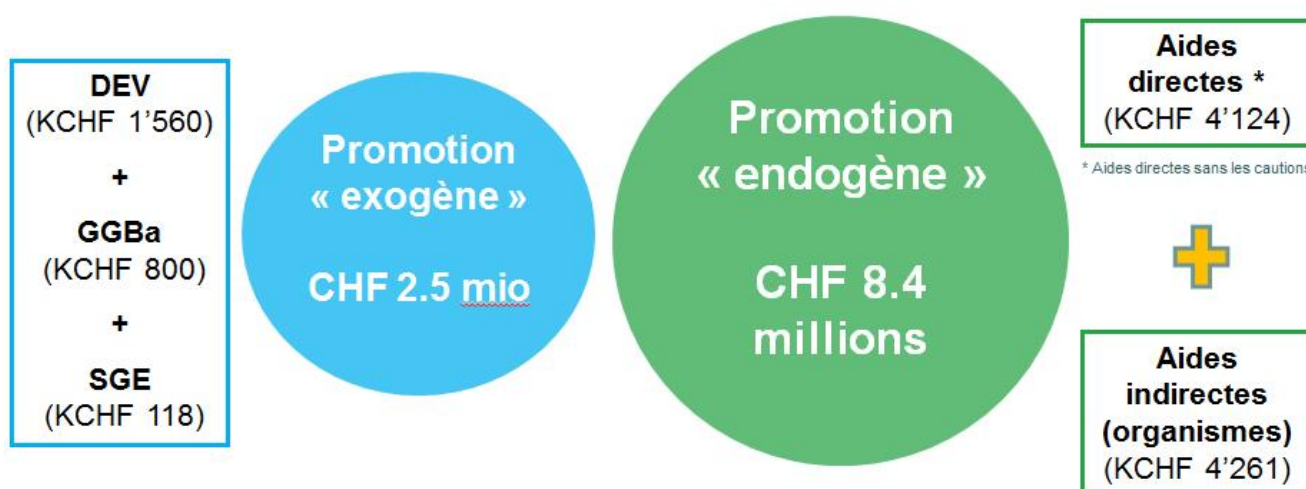 DEV
(KCHF 1’560)
+
GGBa
(KCHF 800)
+
SGE
(KCHF 118)
Promotion
« exogène »
CHF 2.5 mio
Promotion
« endogène »
CHF 8.4
millions
Aides
directes *
(KCHF 4’124)
* Aides directes sans les cautions
Aides
indirectes
(organismes)
(KCHF 4’261)